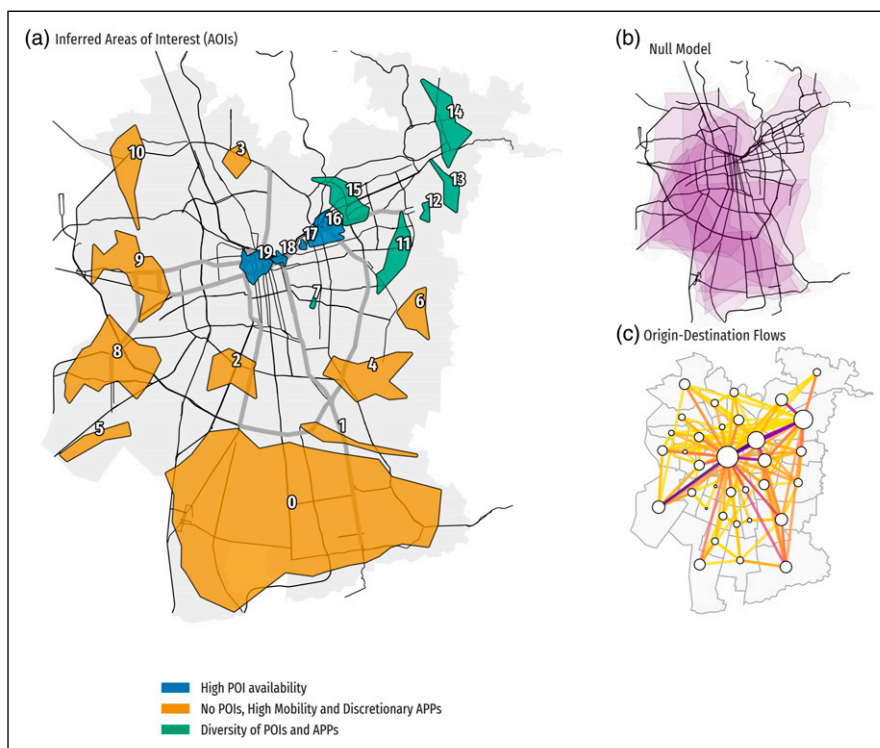 (a) Inferred Areas of Interest (AOIs)
(b)
Null Model
14
10
3
13
15
12
16
17
11
18
19
9
7
6
(c) Origin-Destination Flows
8
2
4
5
1
0
High POI availability
No POIs, High Mobility and Discretionary APPs
Diversity of POIs and APPs